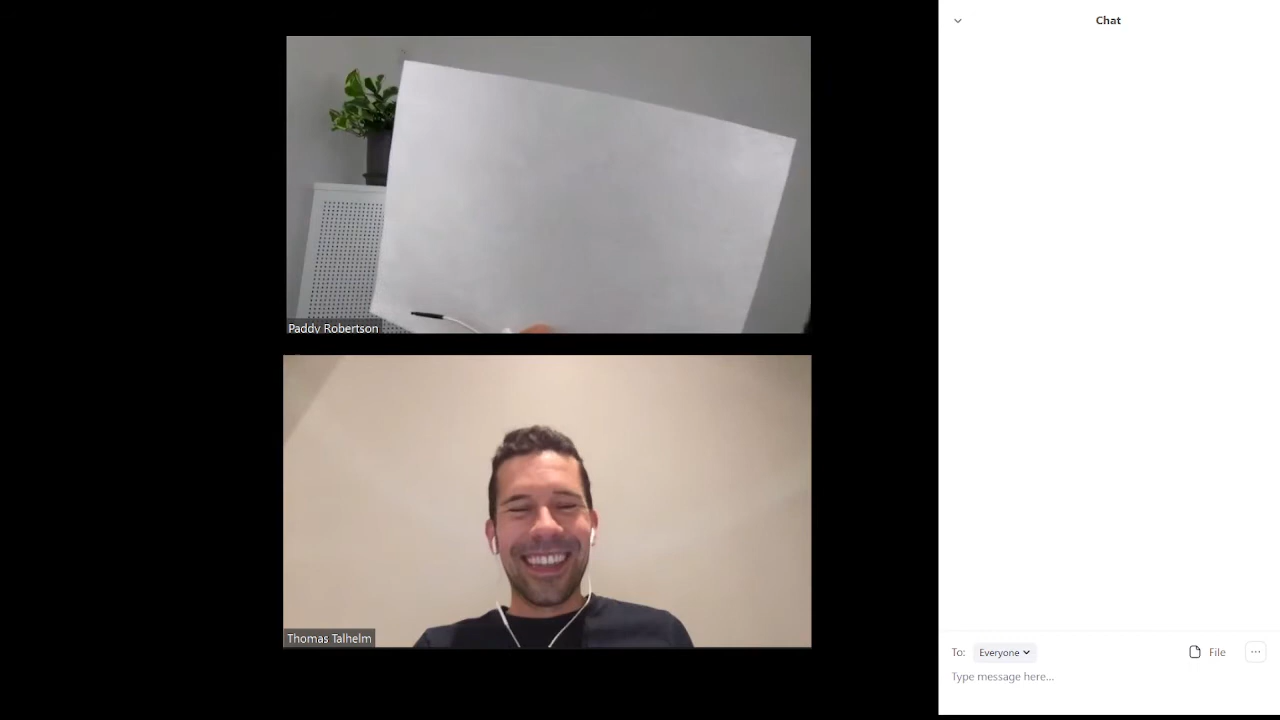 Chat
Paddy Robertson
Thomas Talhelm
To: Everyone File ...
Type message here...